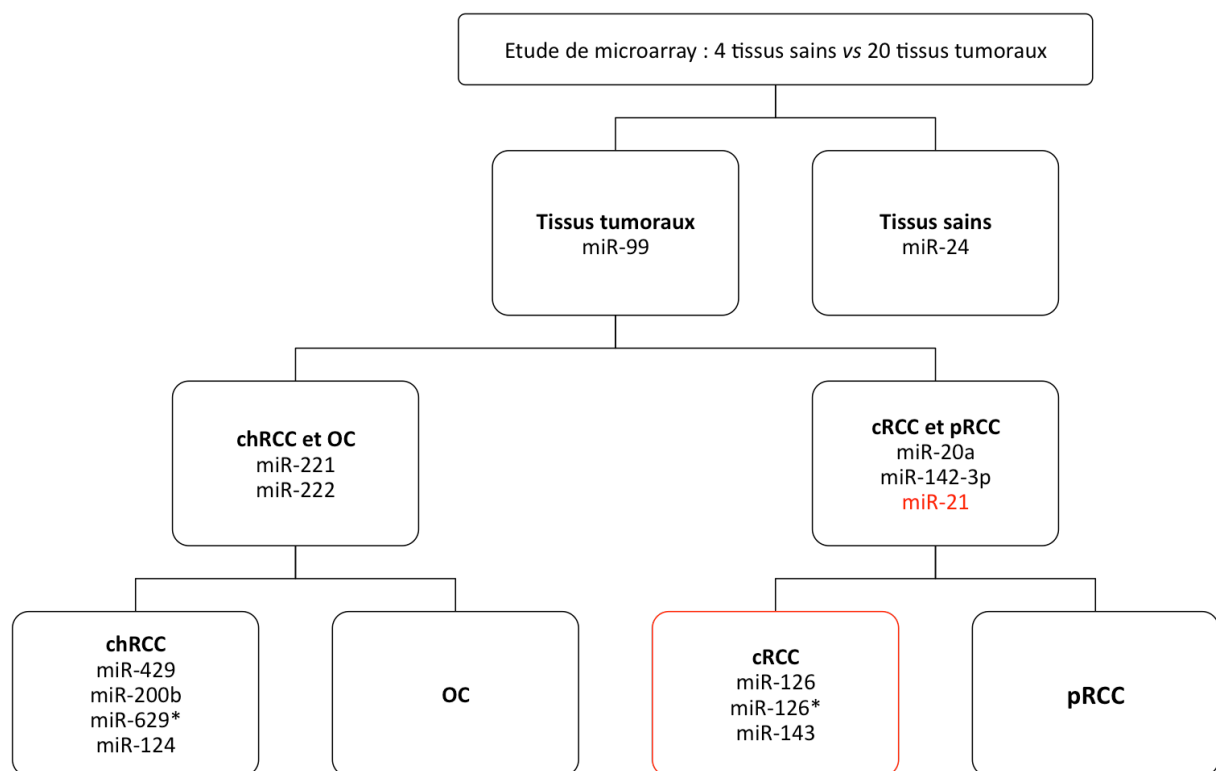 Etude de microarray : 4 tissus sains vs 20 tissus tumoraux
Tissus tumoraux
miR-99
Tissus sains
miR-24
chRCC et OC
miR-221
miR-222
cRCC et pRCC
miR-20a
miR-142-3p
miR-21
chRCC
miR-429
miR-200b
miR-629*
miR-124
OC
cRCC
miR-126
miR-126*
miR-143
pRCC